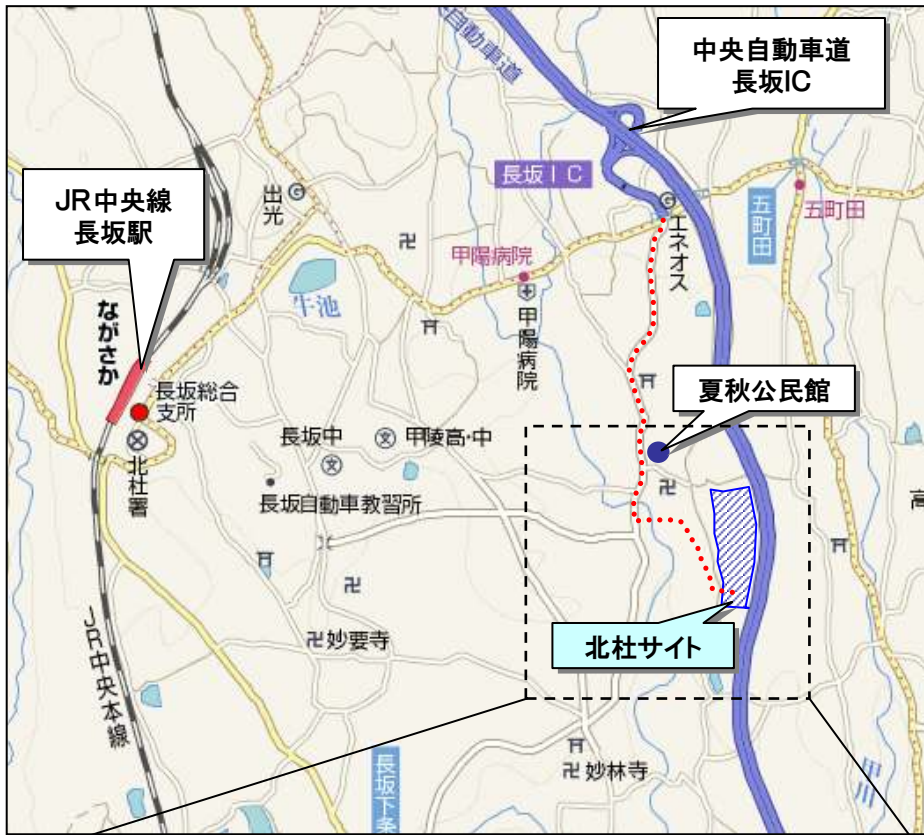 自動車道
中央自動車道
長坂IC
長坂IC
出光
エネオス
五町田
五町田
JR中央線
長坂駅
甲陽病院
牛池
甲陽病院
ながさか
夏秋公民館
長坂総合
支所
長坂中
甲陵高・中
北杜署
長坂自動車教習所
高
北杜サイト
妙要寺
JR中央本線
妙林寺
長坂下条